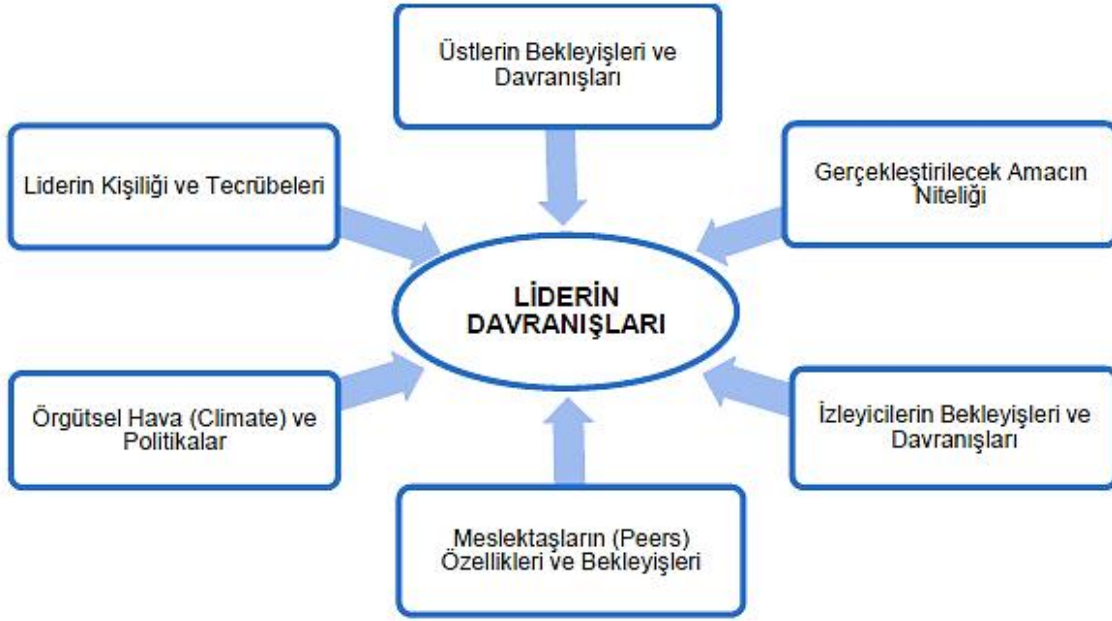 Üstlerin Bekleyişleri ve
Davranışları
Liderin Kişiliği ve Tecrübeleri
Gerçekleştirilecek Amacın
Niteliği
LİDERİN
DAVRANIŞLARI
Örgütsel Hava (Climate) ve
Politikalar
İzleyicilerin Bekleyişleri ve
Davranışları
Meslektaşların (Peers)
Özellikleri ve Bekleyişleri